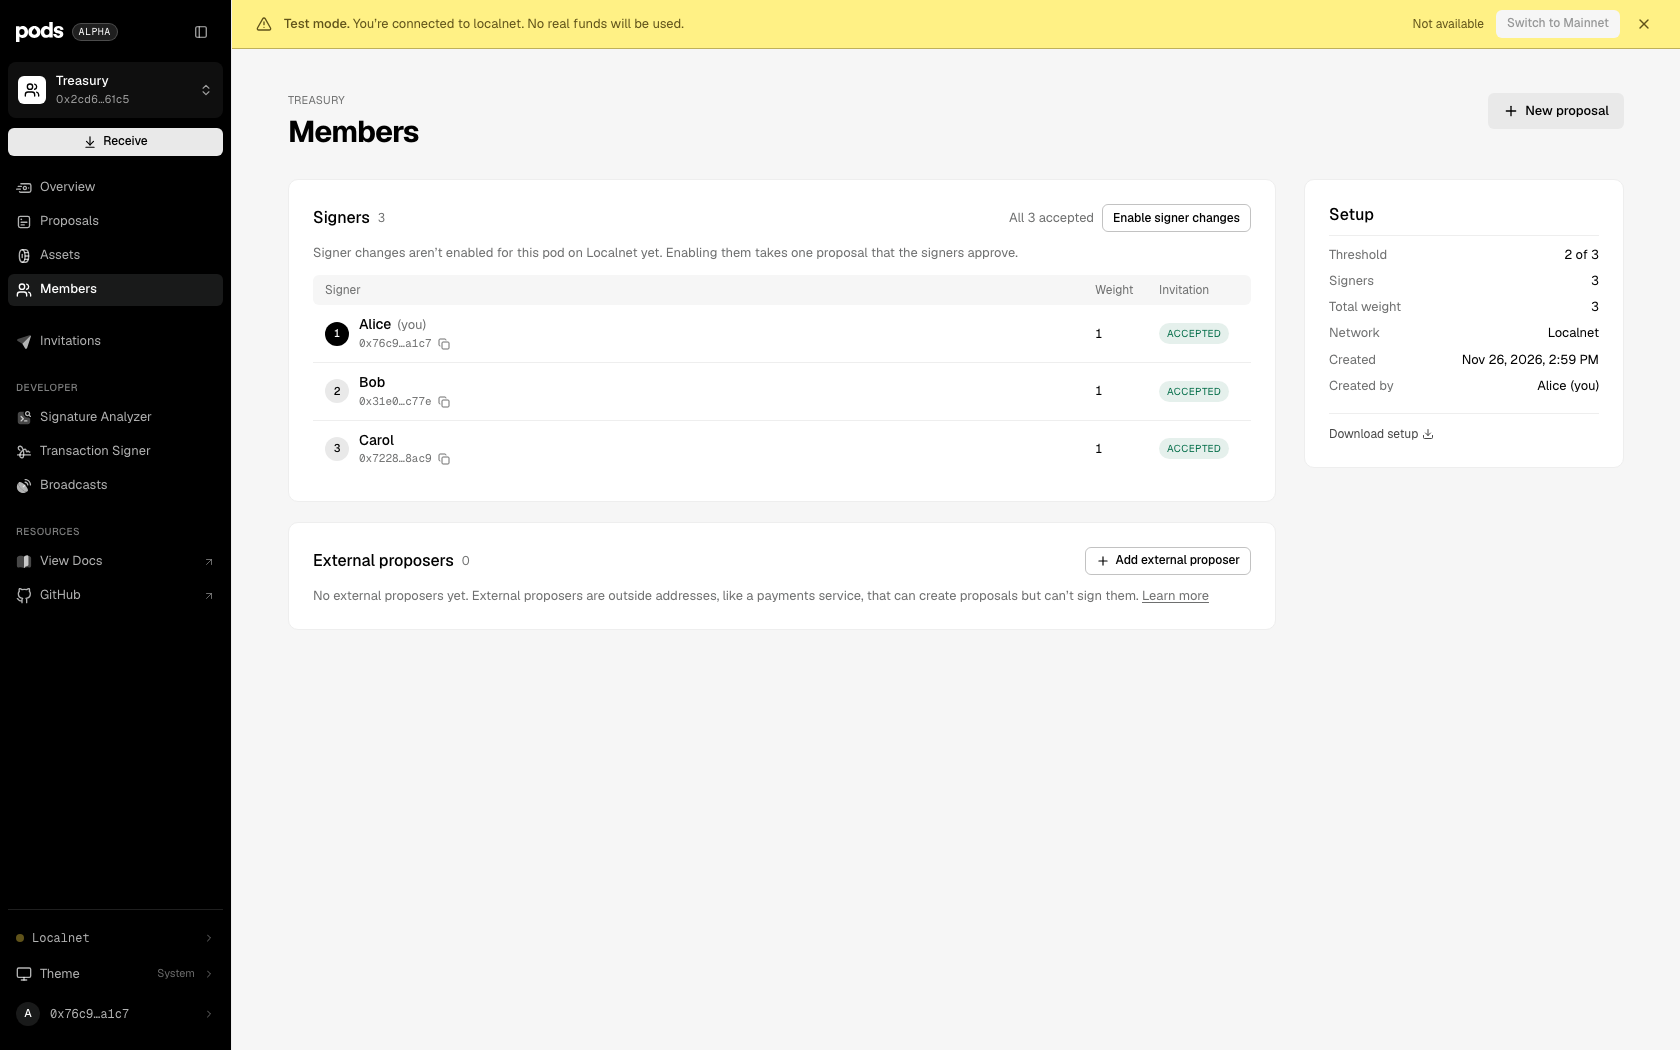 pods ALPHA
Treasury
0x2cd6…61c5
Receive
Overview
Proposals
Assets
Members
Invitations
DEVELOPER
Signature Analyzer
Transaction Signer
Broadcasts
RESOURCES
View Docs
GitHub
Localnet
Theme System
A 0x76c9…a1c7
Test mode. You’re connected to localnet. No real funds will be used. Not available Switch to Mainnet
TREASURY
Members
New proposal
Signers 3 All 3 accepted Enable signer changes
Signer changes aren’t enabled for this pod on Localnet yet. Enabling them takes one proposal that the signers approve.
Signer Weight Invitation
1 Alice (you) 1 ACCEPTED
0x76c9…a1c7
2 Bob 1 ACCEPTED
0x31e0…c77e
3 Carol 1 ACCEPTED
0x7228…8ac9
External proposers 0 Add external proposer
No external proposers yet. External proposers are outside addresses, like a payments service, that can create proposals but can’t sign them. Learn more
Setup
Threshold 2 of 3
Signers 3
Total weight 3
Network Localnet
Created Nov 26, 2026, 2:59 PM
Created by Alice (you)
Download setup